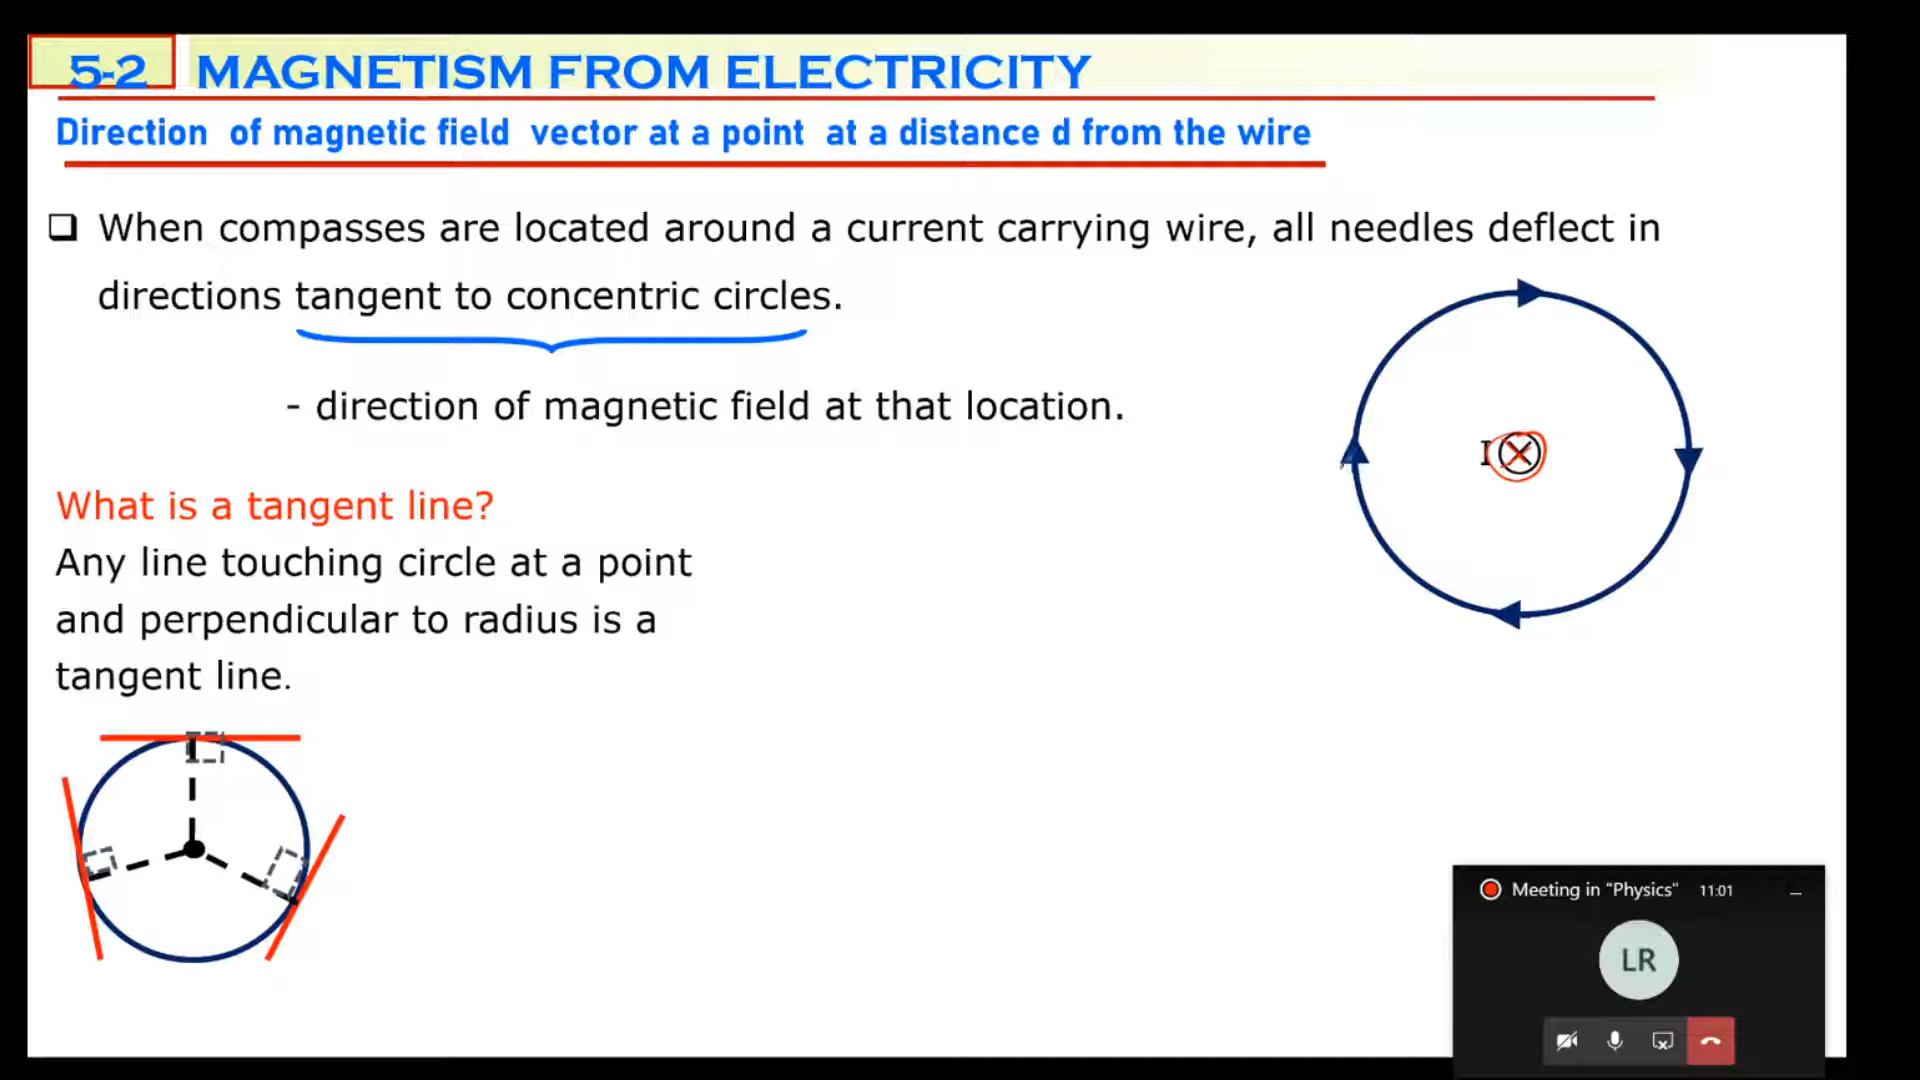 5-2 MAGNETISM FROM ELECTRICITY
Direction of magnetic field vector at a point at a distance d from the wire
When compasses are located around a current carrying wire, all needles deflect in
directions tangent to concentric circles.
- direction of magnetic field at that location.
I
What is a tangent line?
Any line touching circle at a point
and perpendicular to radius is a
tangent line.
Meeting in "Physics" 11:01
LR